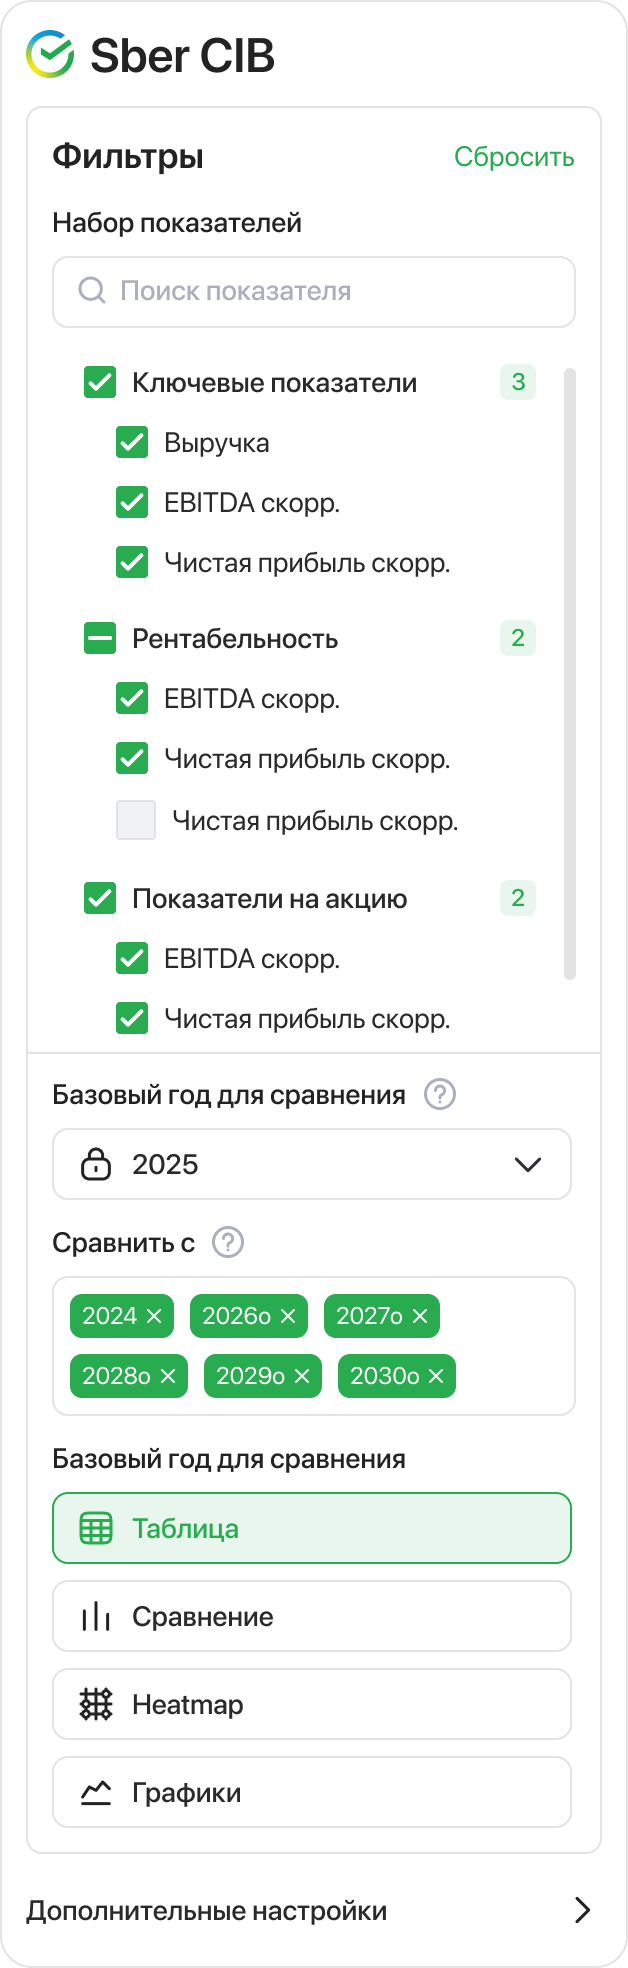 Sber CIB
Фильтры
Сбросить
Набор показателей
Поиск показателя
Ключевые показатели 3
Выручка
EBITDA скорр.
Чистая прибыль скорр.
Рентабельность 2
EBITDA скорр.
Чистая прибыль скорр.
Чистая прибыль скорр.
Показатели на акцию 2
EBITDA скорр.
Чистая прибыль скорр.
Базовый год для сравнения ?
2025
Сравнить с ?
2024 × 2026о × 2027о ×
2028о × 2029о × 2030о ×
Базовый год для сравнения
Таблица
Сравнение
Heatmap
Графики
Дополнительные настройки